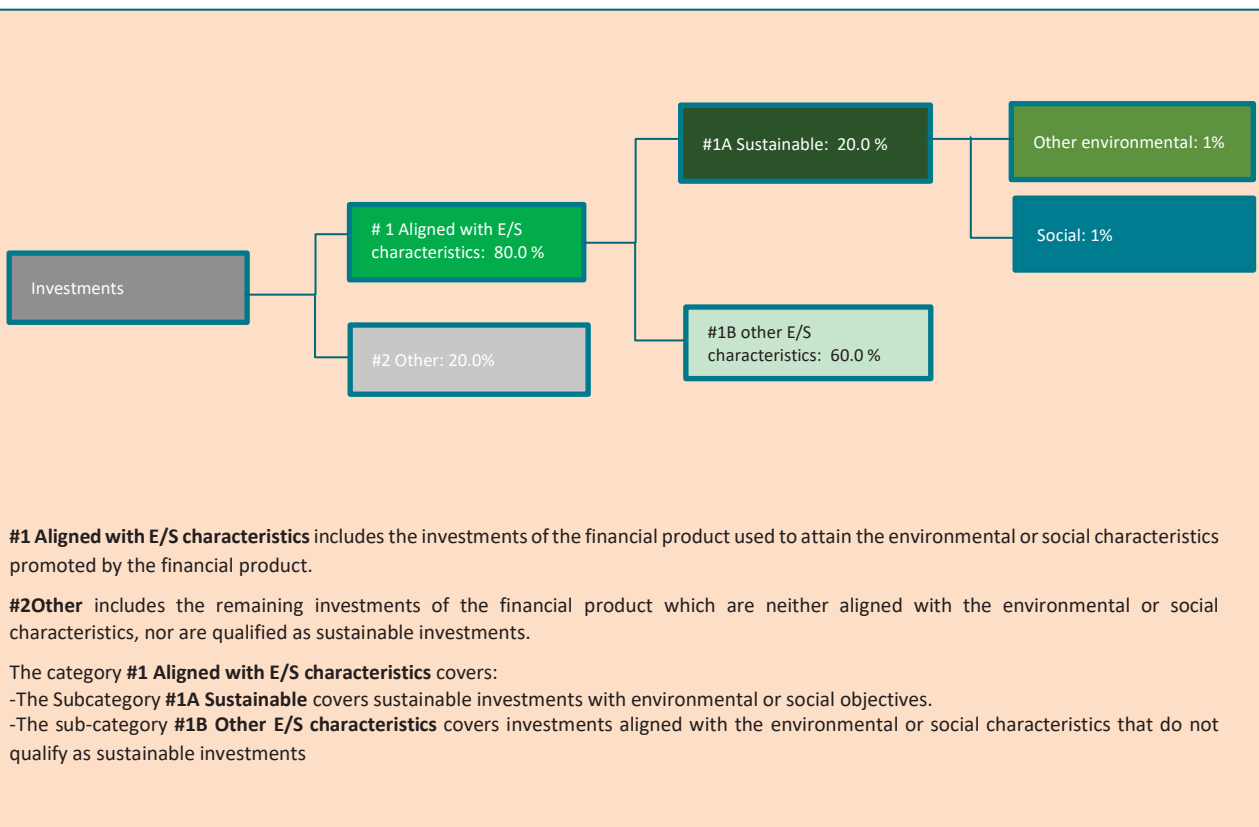 #1A Sustainable: 20.0 %
Other environmental: 1%
# 1 Aligned with E/S
characteristics: 80.0 %
Social: 1%
Investments
#1B other E/S
characteristics: 60.0 %
#2 Other: 20.0%
#1 Aligned with E/S characteristics includes the investments of the financial product used to attain the environmental or social characteristics
promoted by the financial product.
#2Other includes the remaining investments of the financial product which are neither aligned with the environmental or social
characteristics, nor are qualified as sustainable investments.
The category #1 Aligned with E/S characteristics covers:
-The Subcategory #1A Sustainable covers sustainable investments with environmental or social objectives.
-The sub-category #1B Other E/S characteristics covers investments aligned with the environmental or social characteristics that do not
qualify as sustainable investments